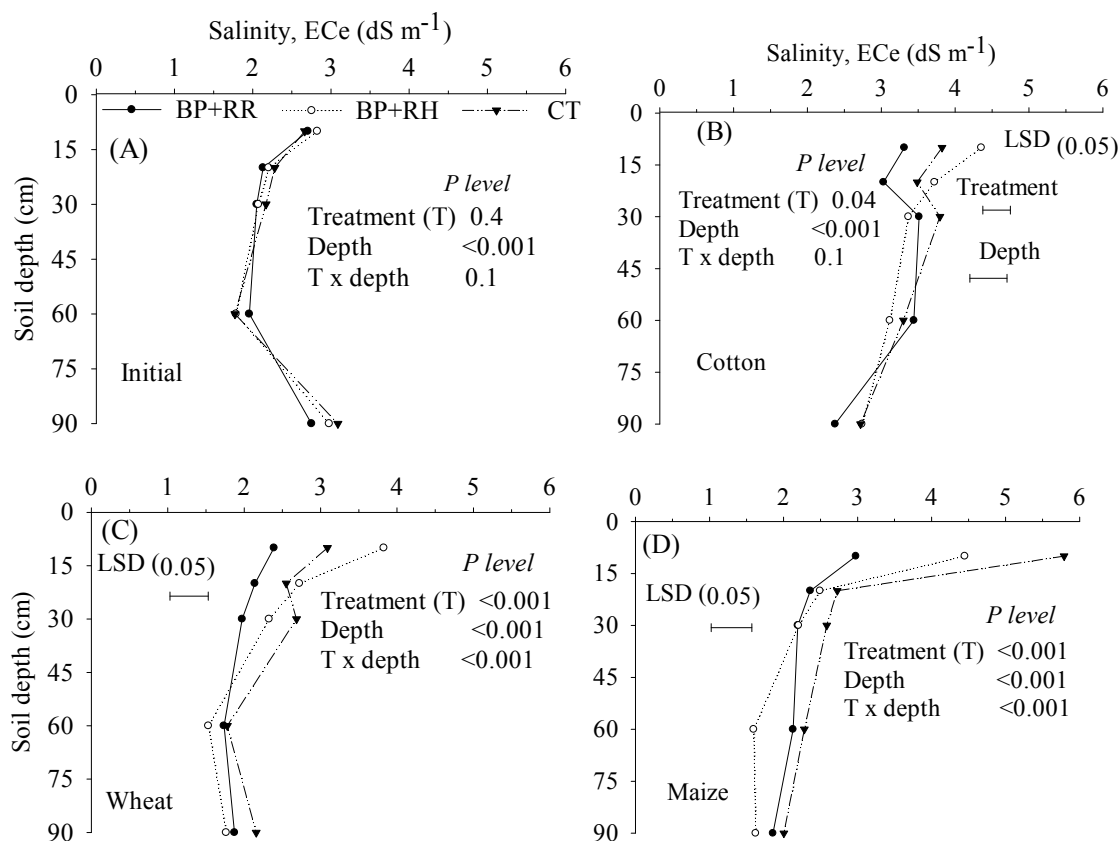 Salinity, ECe (dS m-1)
0 1 2 3 4 5 6
0
15
30
45
60
75
90
Soil depth (cm)
BP+RR BP+RH CT
(A)
P level
Treatment (T) 0.4
Depth <0.001
T x depth 0.1
Initial
Salinity, ECe (dS m-1)
0 1 2 3 4 5 6
0
15
30
45
60
75
90
(B)
LSD (0.05)
P level
Treatment (T) 0.04
Depth <0.001
T x depth 0.1
Treatment
Depth
Cotton
0 1 2 3 4 5 6
0
15
30
45
60
75
90
Soil depth (cm)
(C)
LSD (0.05)
P level
Treatment (T) <0.001
Depth <0.001
T x depth <0.001
Wheat
0 1 2 3 4 5 6
0
15
30
45
60
75
90
(D)
LSD (0.05)
P level
Treatment (T) <0.001
Depth <0.001
T x depth <0.001
Maize